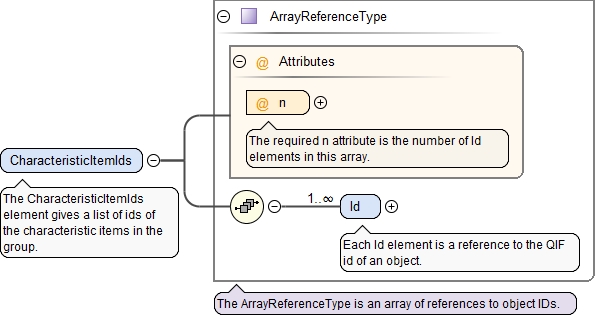 ArrayReferenceType
@ Attributes
@ n
The required n attribute is the number of Id
elements in this array.
CharacteristicItemIds
The CharacteristicItemIds
element gives a list of ids of
the characteristic items in the
group.
1..∞
Id
Each Id element is a reference to the QIF
id of an object.
The ArrayReferenceType is an array of references to object IDs.